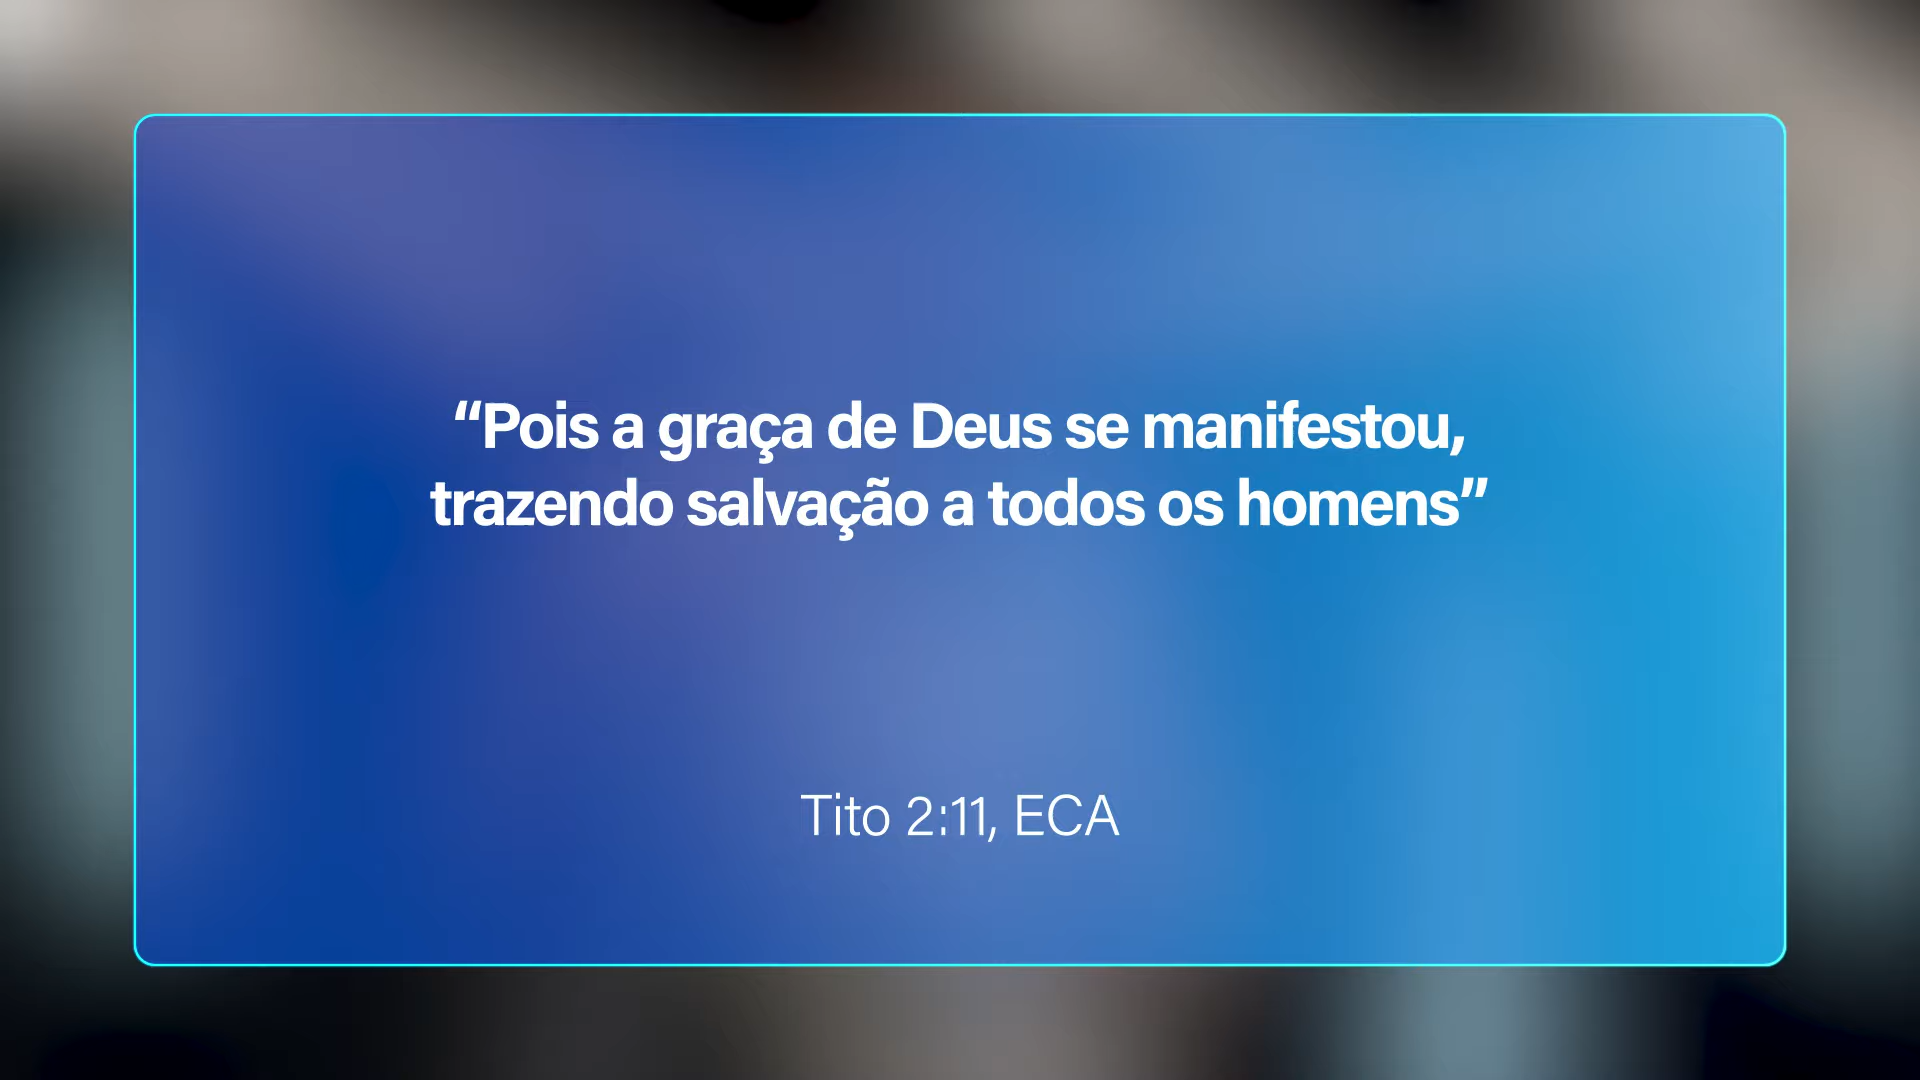 “Pois a graça de Deus se manifestou,
trazendo salvação a todos os homens”
Tito 2:11, ECA